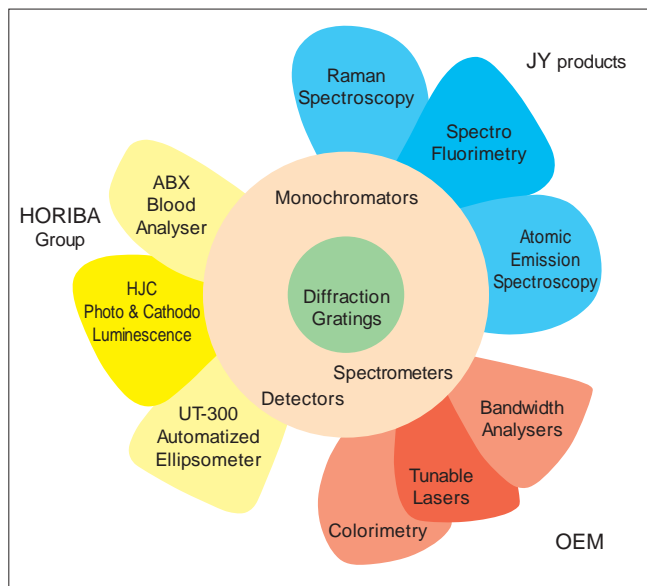 JY products
Raman
Spectroscopy
Spectro
Fluorimetry
ABX
Blood
Analyser
Monochromators
HORIBA
Group
Atomic
Emission
Spectroscopy
HJC
Photo & Cathodo
Luminescence
Diffraction
Gratings
Spectrometers
Detectors
UT-300
Automatized
Ellipsometer
Bandwidth
Analysers
Tunable
Lasers
Colorimetry
OEM